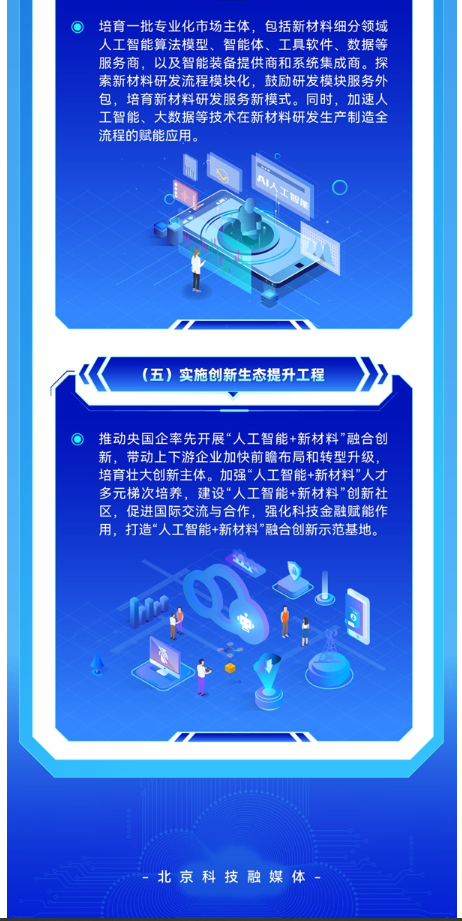 培育一批专业化市场主体，包括新材料细分领域
人工智能算法模型、智能体、工具软件、数据等
服务商，以及智能装备提供商和系统集成商。探
索新材料研发流程模块化，鼓励研发模块服务外
包，培育新材料研发服务新模式。同时，加速人
工智能、大数据等技术在新材料研发生产制造全
流程的赋能应用。
AI人工智能
（五）实施创新生态提升工程
推动央国企率先开展“人工智能+新材料”融合创
新，带动上下游企业加快前瞻布局和转型升级，
培育壮大创新主体。加强“人工智能+新材料”人才
多元梯次培养，建设“人工智能+新材料”创新社
区，促进国际交流与合作，强化科技金融赋能作
用，打造“人工智能+新材料”融合创新示范基地。
- 北京科技融媒体 -